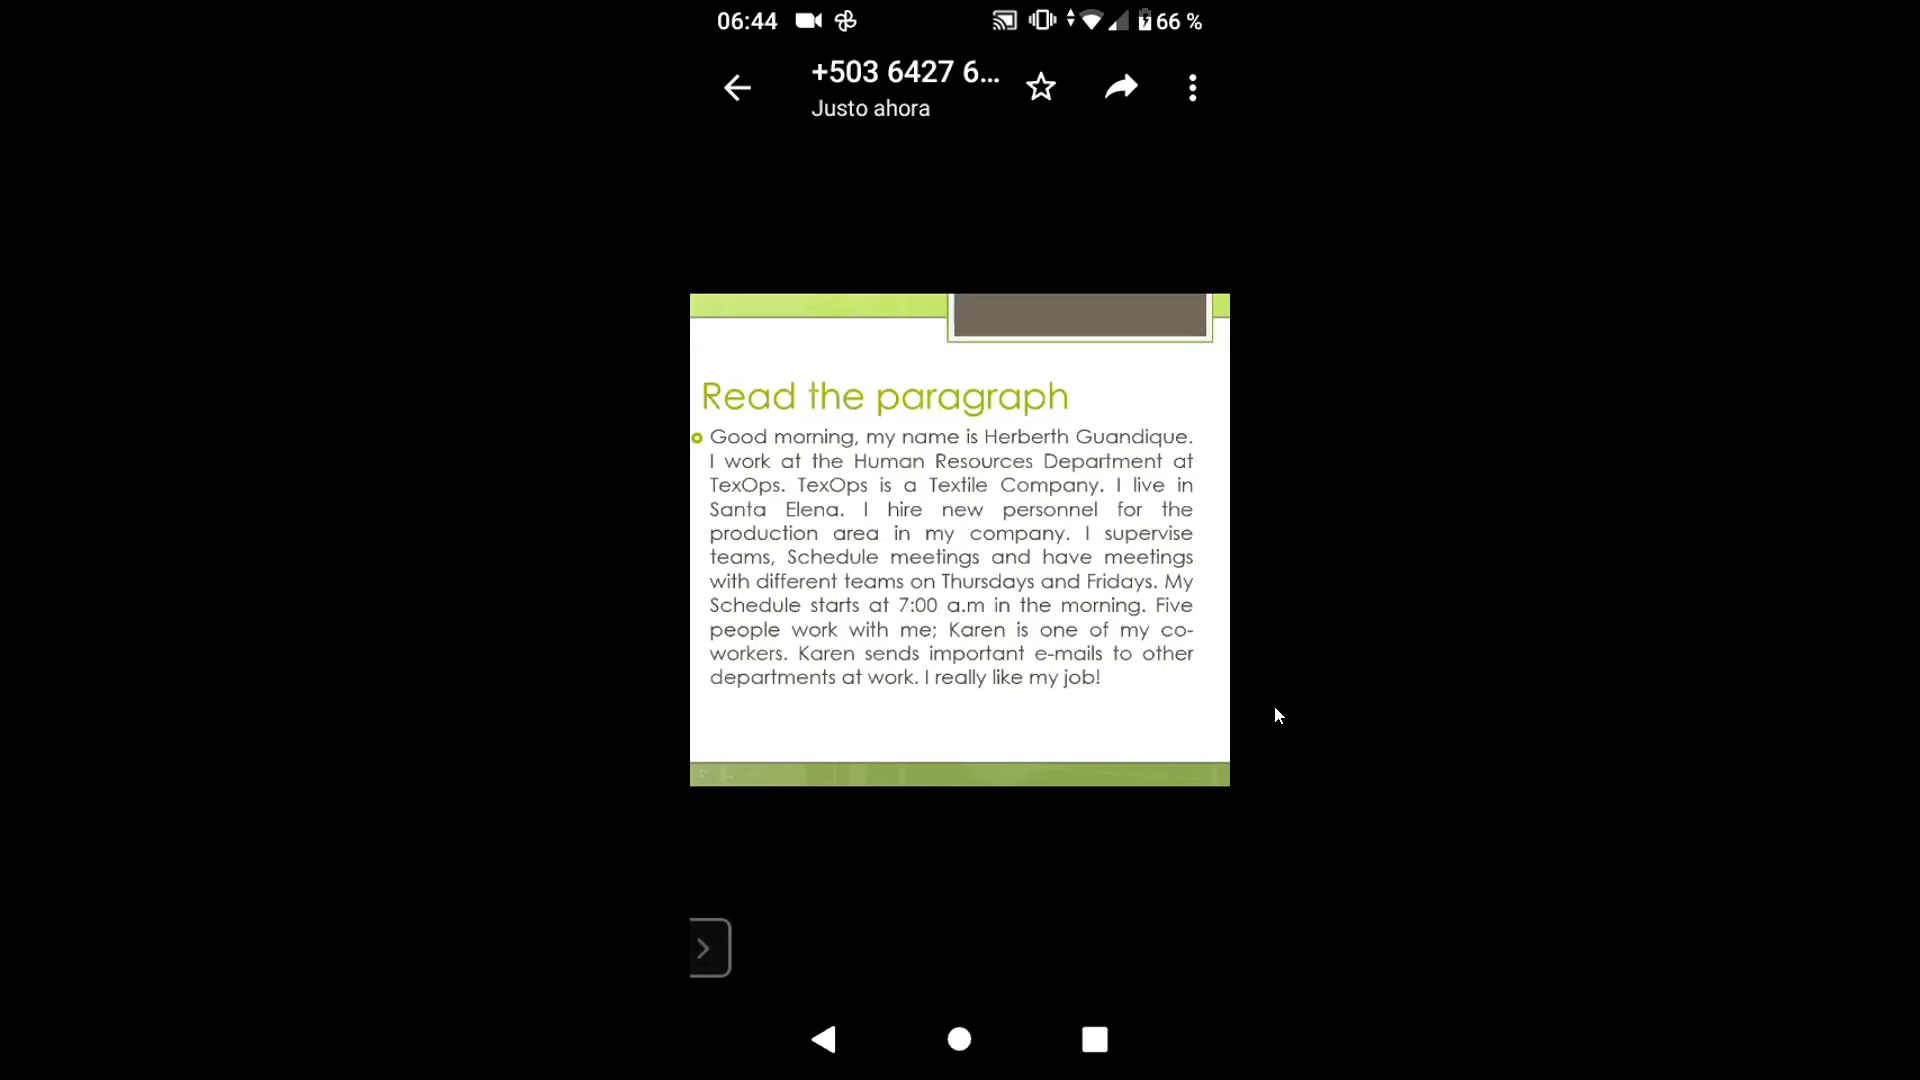 06:44 66 %
+503 6427 6...
Justo ahora
Read the paragraph
Good morning, my name is Herberth Guandique.
I work at the Human Resources Department at
TexOps. TexOps is a Textile Company. I live in
Santa Elena. I hire new personnel for the
production area in my company. I supervise
teams, Schedule meetings and have meetings
with different teams on Thursdays and Fridays. My
Schedule starts at 7:00 a.m in the morning. Five
people work with me; Karen is one of my co-
workers. Karen sends important e-mails to other
departments at work. I really like my job!